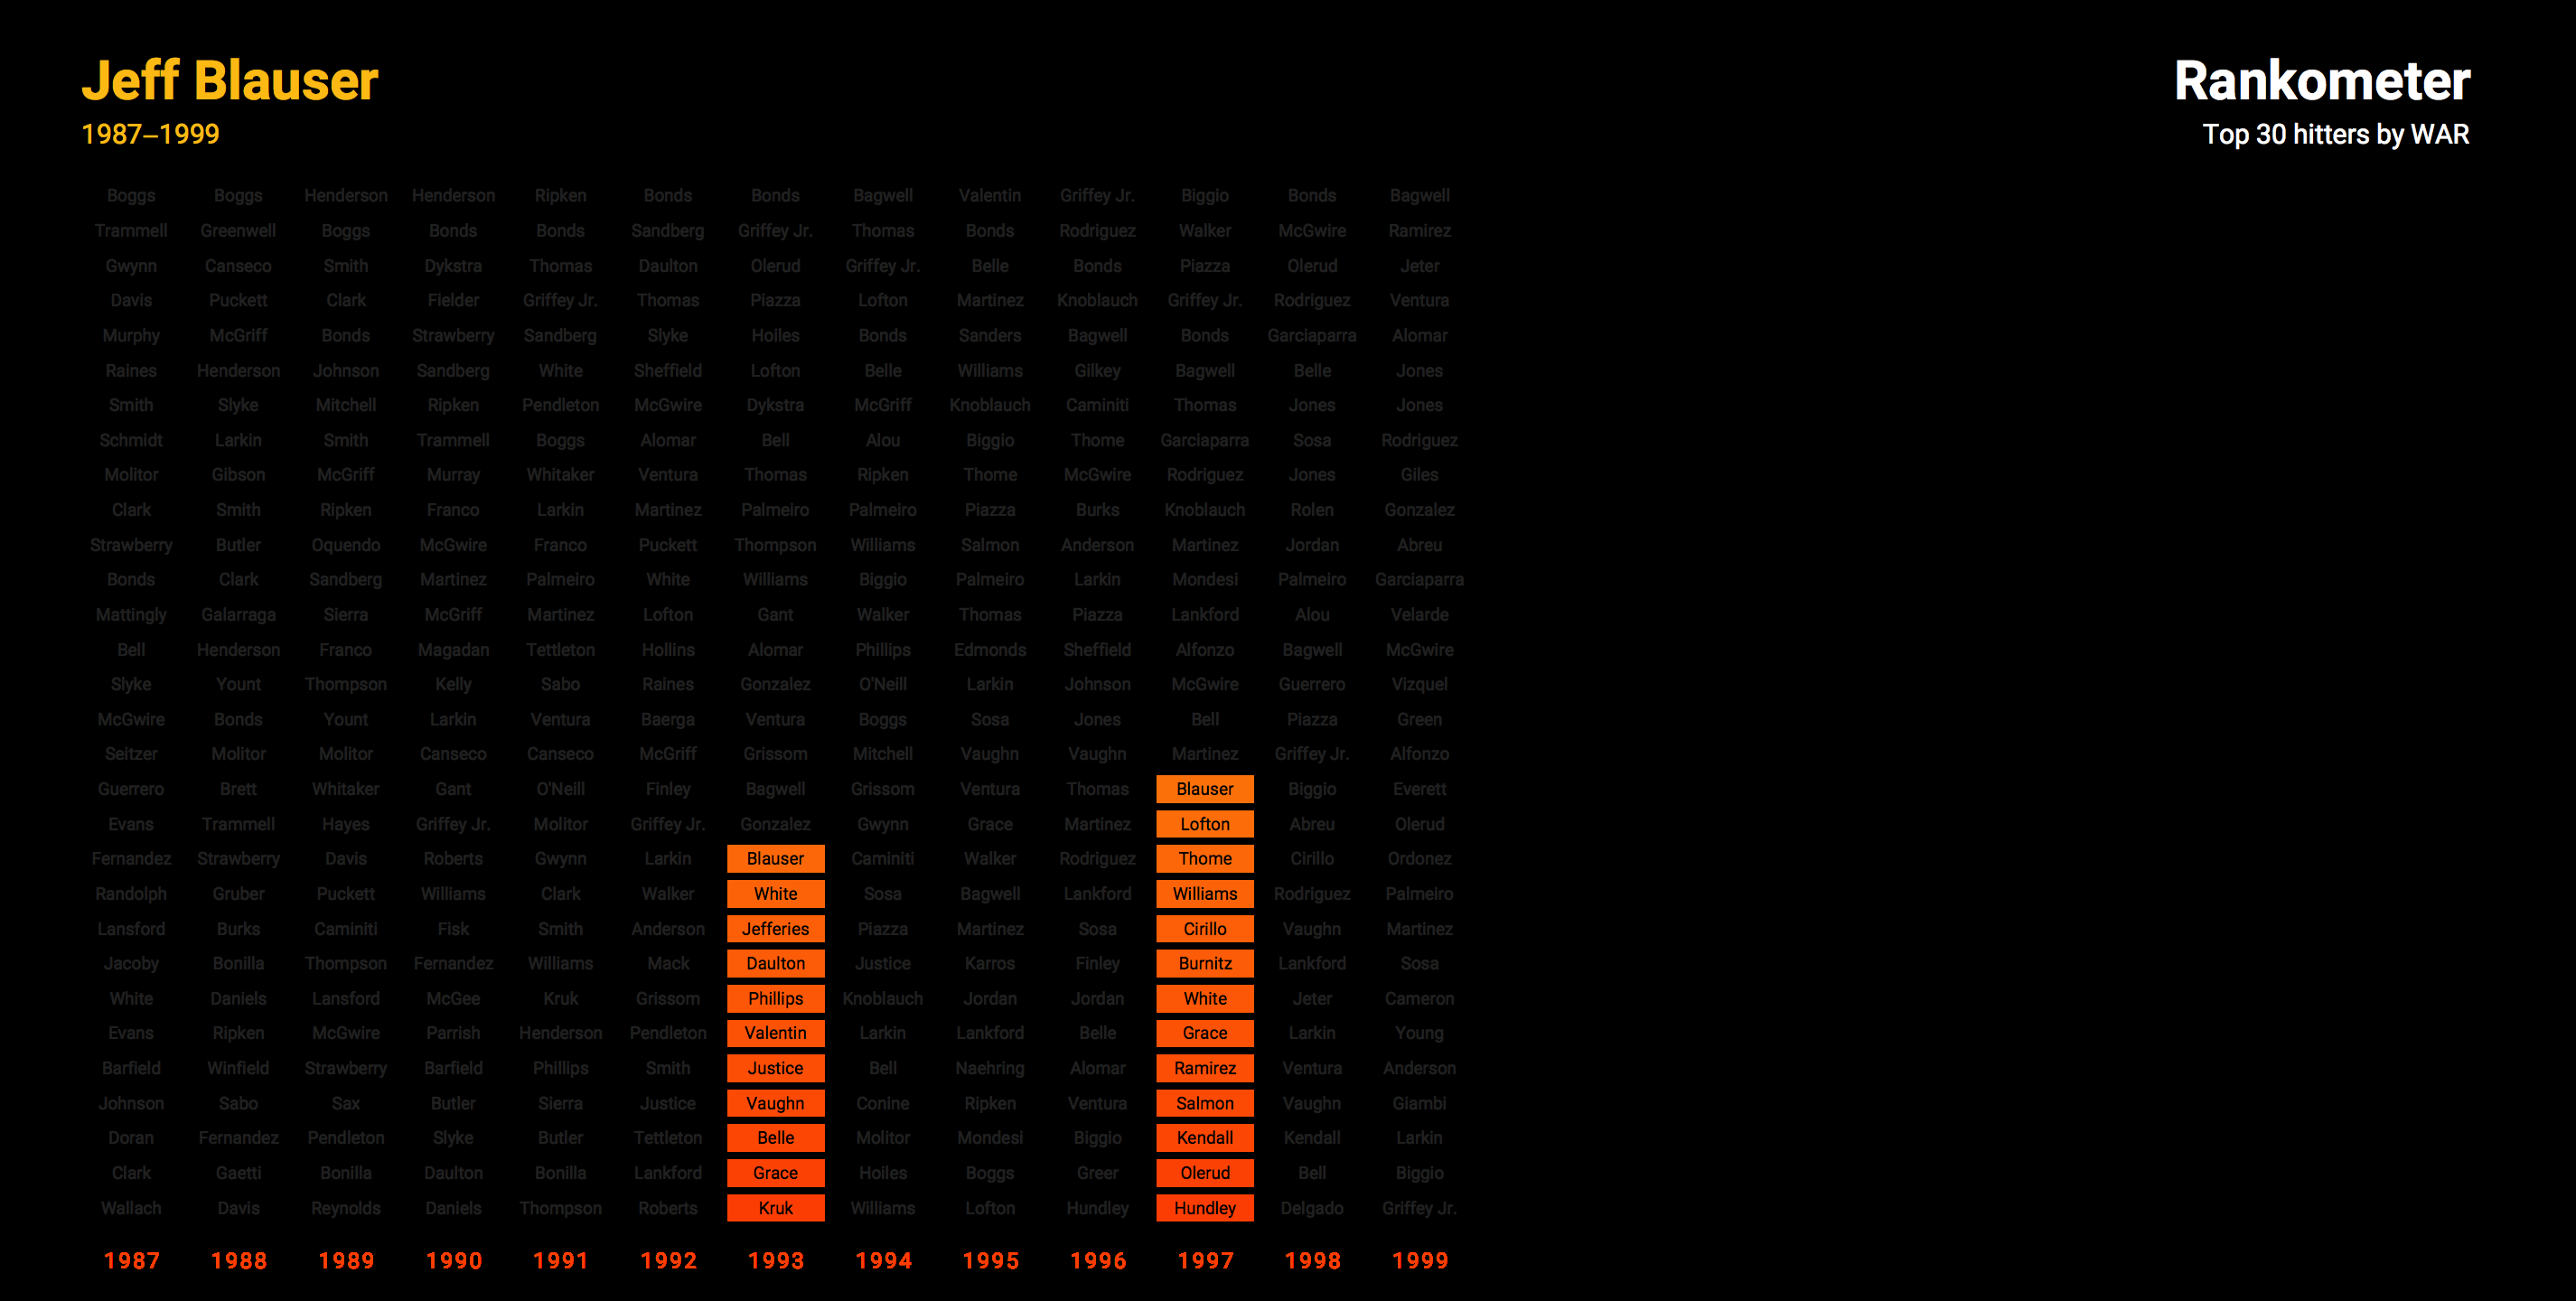 Jeff Blauser
1987–1999
Rankometer
Top 30 hitters by WAR
Boggs Boggs Henderson Henderson Ripken Bonds Bonds Bagwell Valentin Griffey Jr. Biggio Bonds Bagwell
Trammell Greenwell Boggs Bonds Bonds Sandberg Griffey Jr. Thomas Bonds Rodriguez Walker McGwire Ramirez
Gwynn Canseco Smith Dykstra Thomas Daulton Olerud Griffey Jr. Belle Bonds Piazza Olerud Jeter
Davis Puckett Clark Fielder Griffey Jr. Thomas Piazza Lofton Martinez Knoblauch Griffey Jr. Rodriguez Ventura
Murphy McGriff Bonds Strawberry Sandberg Slyke Hoiles Bonds Sanders Bagwell Bonds Garciaparra Alomar
Raines Henderson Johnson Sandberg White Sheffield Lofton Belle Williams Gilkey Bagwell Belle Jones
Smith Slyke Mitchell Ripken Pendleton McGwire Dykstra McGriff Knoblauch Caminiti Thomas Jones Jones
Schmidt Larkin Smith Trammell Boggs Alomar Bell Alou Biggio Thome Garciaparra Sosa Rodriguez
Molitor Gibson McGriff Murray Whitaker Ventura Thomas Ripken Thome McGwire Rodriguez Jones Giles
Clark Smith Ripken Franco Larkin Martinez Palmeiro Palmeiro Piazza Burks Knoblauch Rolen Gonzalez
Strawberry Butler Oquendo McGwire Franco Puckett Thompson Williams Salmon Anderson Martinez Jordan Abreu
Bonds Clark Sandberg Martinez Palmeiro White Williams Biggio Palmeiro Larkin Mondesi Palmeiro Garciaparra
Mattingly Galarraga Sierra McGriff Martinez Lofton Gant Walker Thomas Piazza Lankford Alou Velarde
Bell Henderson Franco Magadan Tettleton Hollins Alomar Phillips Edmonds Sheffield Alfonzo Bagwell McGwire
Slyke Yount Thompson Kelly Sabo Raines Gonzalez O'Neill Larkin Johnson McGwire Guerrero Vizquel
McGwire Bonds Yount Larkin Ventura Baerga Ventura Boggs Sosa Jones Bell Piazza Green
Seitzer Molitor Molitor Canseco Canseco McGriff Grissom Mitchell Vaughn Vaughn Martinez Griffey Jr. Alfonzo
Guerrero Brett Whitaker Gant O'Neill Finley Bagwell Grissom Ventura Thomas Blauser Biggio Everett
Evans Trammell Hayes Griffey Jr. Molitor Griffey Jr. Gonzalez Gwynn Grace Martinez Lofton Abreu Olerud
Fernandez Strawberry Davis Roberts Gwynn Larkin Blauser Caminiti Walker Rodriguez Thome Cirillo Ordonez
Randolph Gruber Puckett Williams Clark Walker White Sosa Bagwell Lankford Williams Rodriguez Palmeiro
Lansford Burks Caminiti Fisk Smith Anderson Jefferies Piazza Martinez Sosa Cirillo Vaughn Martinez
Jacoby Bonilla Thompson Fernandez Williams Mack Daulton Justice Karros Finley Burnitz Lankford Sosa
White Daniels Lansford McGee Kruk Grissom Phillips Knoblauch Jordan Jordan White Jeter Cameron
Evans Ripken McGwire Parrish Henderson Pendleton Valentin Larkin Lankford Belle Grace Larkin Young
Barfield Winfield Strawberry Barfield Phillips Smith Justice Bell Naehring Alomar Ramirez Ventura Anderson
Johnson Sabo Sax Butler Sierra Justice Vaughn Conine Ripken Ventura Salmon Vaughn Giambi
Doran Fernandez Pendleton Slyke Butler Tettleton Belle Molitor Mondesi Biggio Kendall Kendall Larkin
Clark Gaetti Bonilla Daulton Bonilla Lankford Grace Hoiles Boggs Greer Olerud Bell Biggio
Wallach Davis Reynolds Daniels Thompson Roberts Kruk Williams Lofton Hundley Hundley Delgado Griffey Jr.
1987 1988 1989 1990 1991 1992 1993 1994 1995 1996 1997 1998 1999